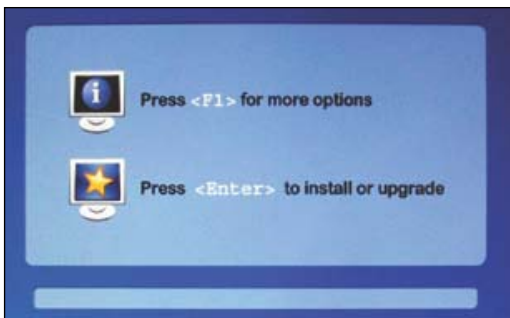 Press <F1> for more options
Press <Enter> to install or upgrade